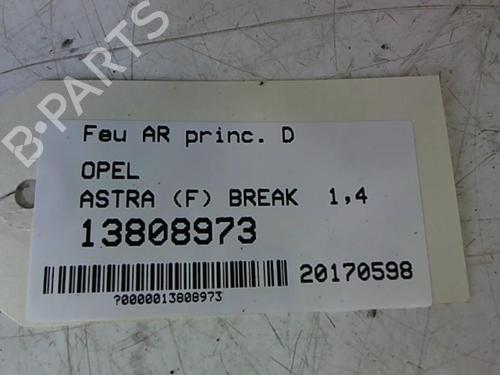 B-PARTS
Feu AR princ. D
OPEL
ASTRA (F) BREAK 1,4
13808973
20170598
?0000013808973